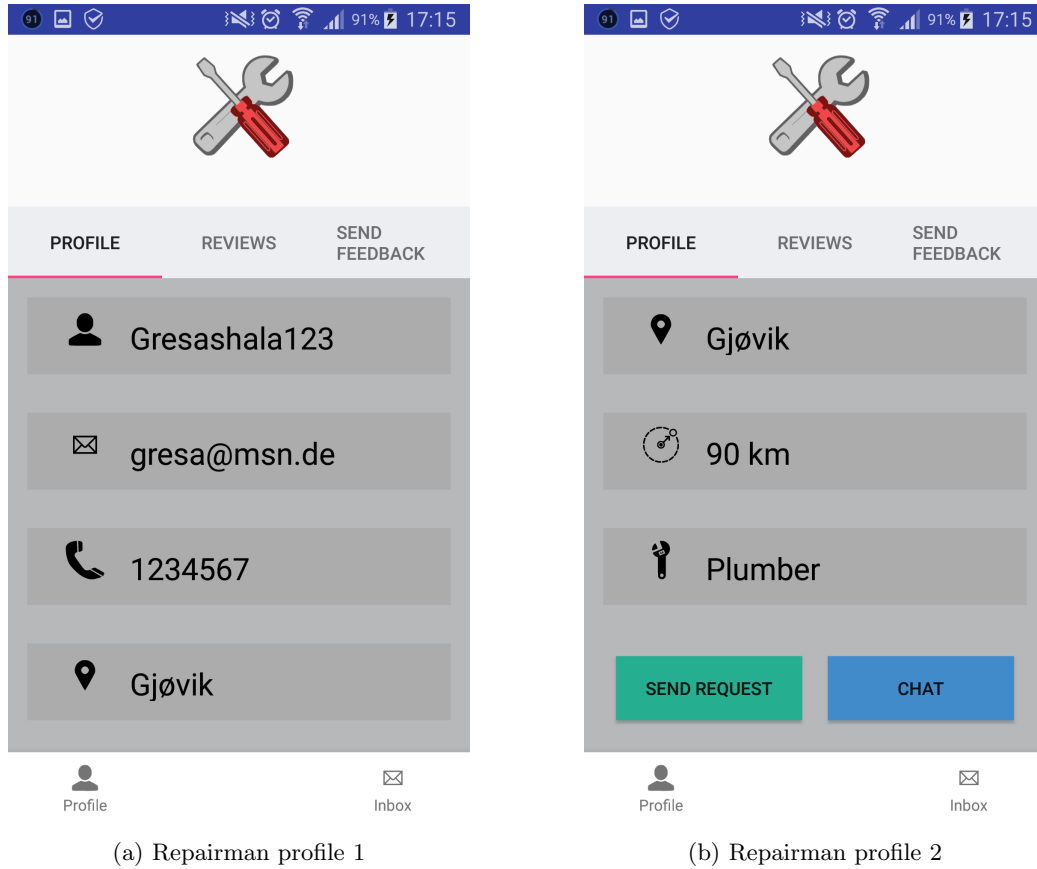 91 91% 17:15
PROFILE REVIEWS SEND
FEEDBACK
Gresashala123
gresa@msn.de
1234567
Gjøvik
Profile Inbox
(a) Repairman profile 1
91 91% 17:15
PROFILE REVIEWS SEND
FEEDBACK
Gjøvik
90 km
Plumber
SEND REQUEST CHAT
Profile Inbox
(b) Repairman profile 2